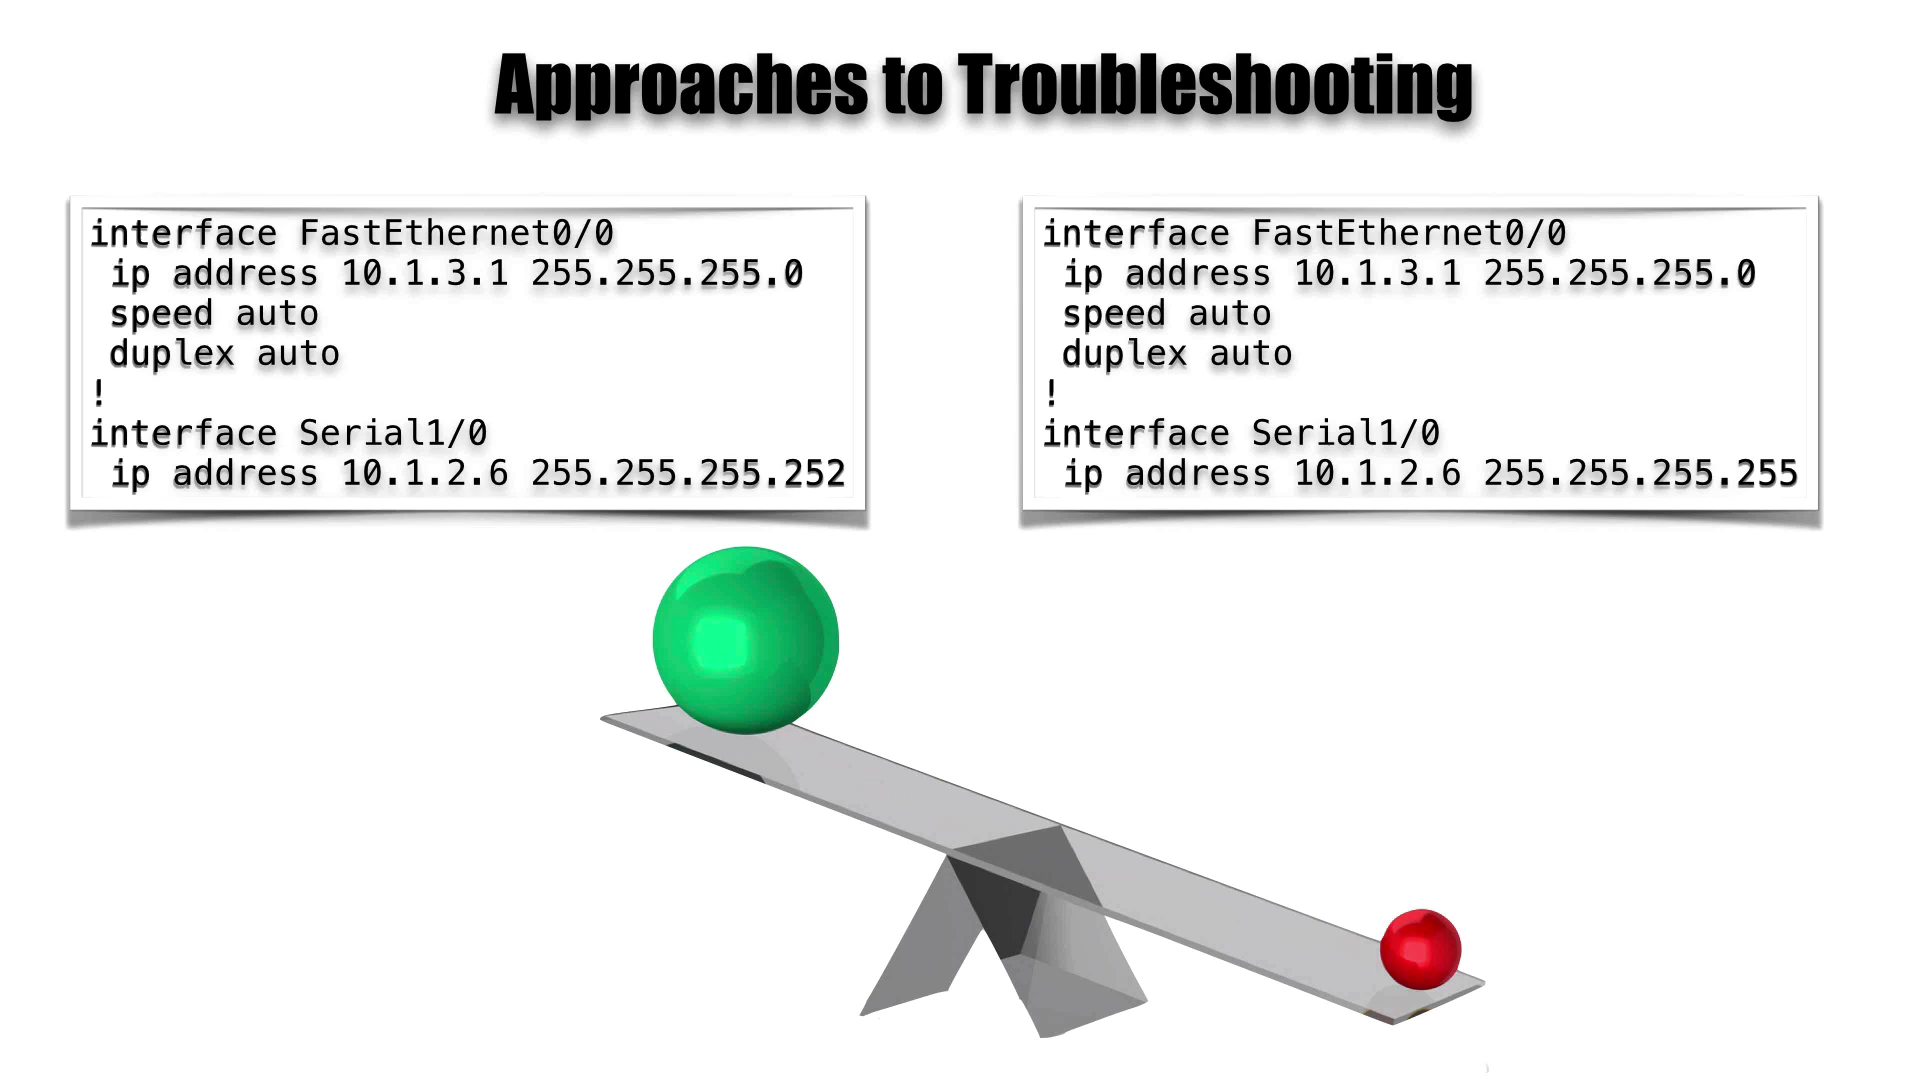 Approaches to Troubleshooting
interface FastEthernet0/0
ip address 10.1.3.1 255.255.255.0
speed auto
duplex auto
!
interface Serial1/0
ip address 10.1.2.6 255.255.255.252
interface FastEthernet0/0
ip address 10.1.3.1 255.255.255.0
speed auto
duplex auto
!
interface Serial1/0
ip address 10.1.2.6 255.255.255.255